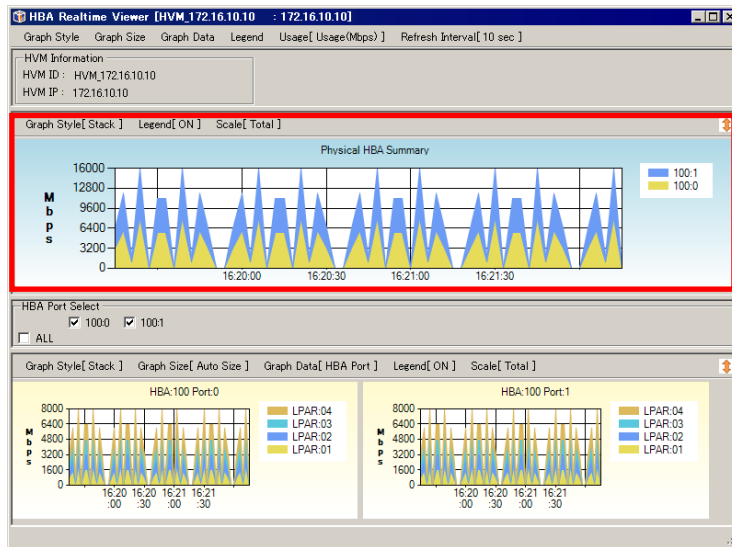 HBA Realtime Viewer [HVM_172.16.10.10 : 172.16.10.10]
Graph Style Graph Size Graph Data Legend Usage[ Usage(Mbps) ] Refresh Interval[ 10 sec ]
HVM Information
HVM ID : HVM_172.16.10.10
HVM IP : 172.16.10.10
Graph Style[ Stack ] Legend[ ON ] Scale[ Total ]
Physical HBA Summary
Mbps
16000
12800
9600
6400
3200
0
16:20:00 16:20:30 16:21:00 16:21:30
100:1
100:0
HBA Port Select
100:0 100:1
ALL
Graph Style[ Stack ] Graph Size[ Auto Size ] Graph Data[ HBA Port ] Legend[ ON ] Scale[ Total ]
HBA:100 Port:0
Mbps
8000
6400
4800
3200
1600
0
16:20:00 16:20:30 16:21:00 16:21:30
LPAR:04
LPAR:03
LPAR:02
LPAR:01
HBA:100 Port:1
Mbps
8000
6400
4800
3200
1600
0
16:20:00 16:20:30 16:21:00 16:21:30
LPAR:04
LPAR:03
LPAR:02
LPAR:01